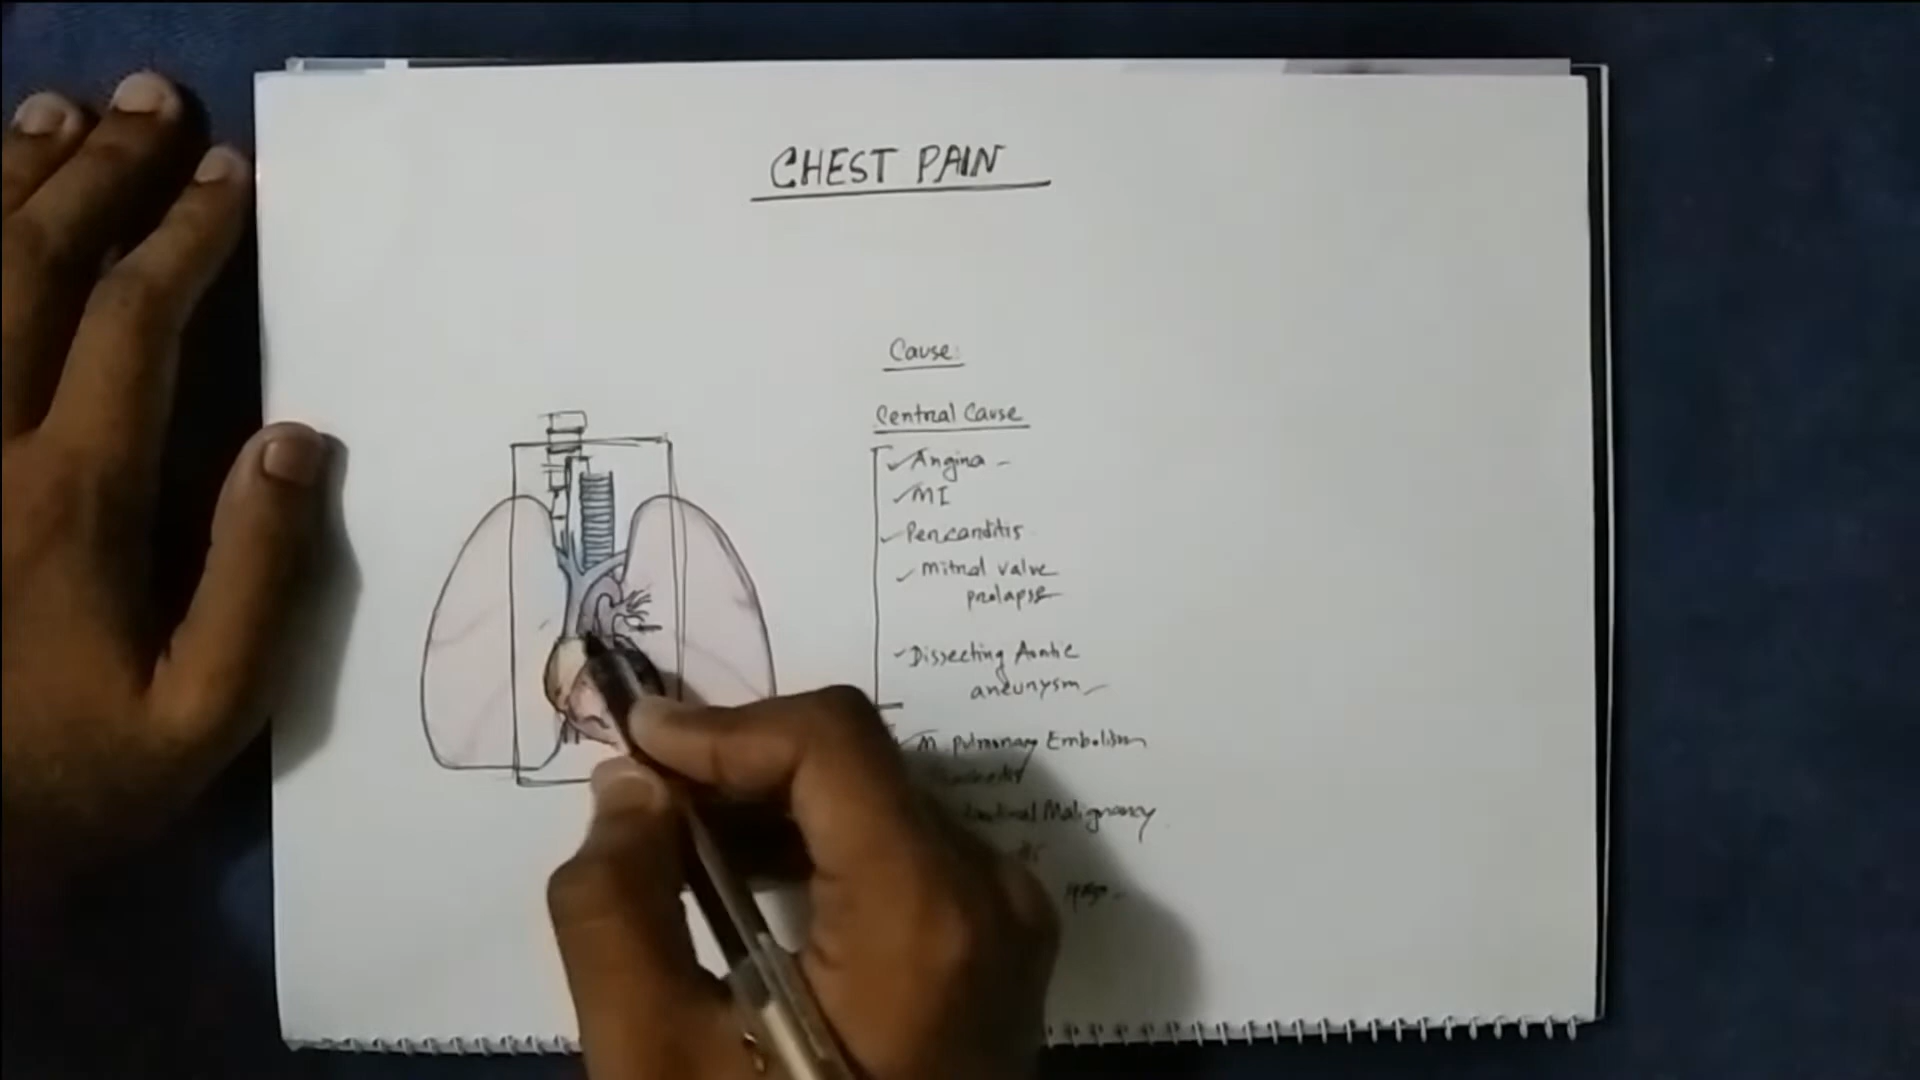 CHEST PAIN
Cause:
Central Cause
Angina -
MI
Pericarditis
Mitral valve
prolapse
Dissecting Aortic
aneurysm
M pulmonary Embolism
Malignancy